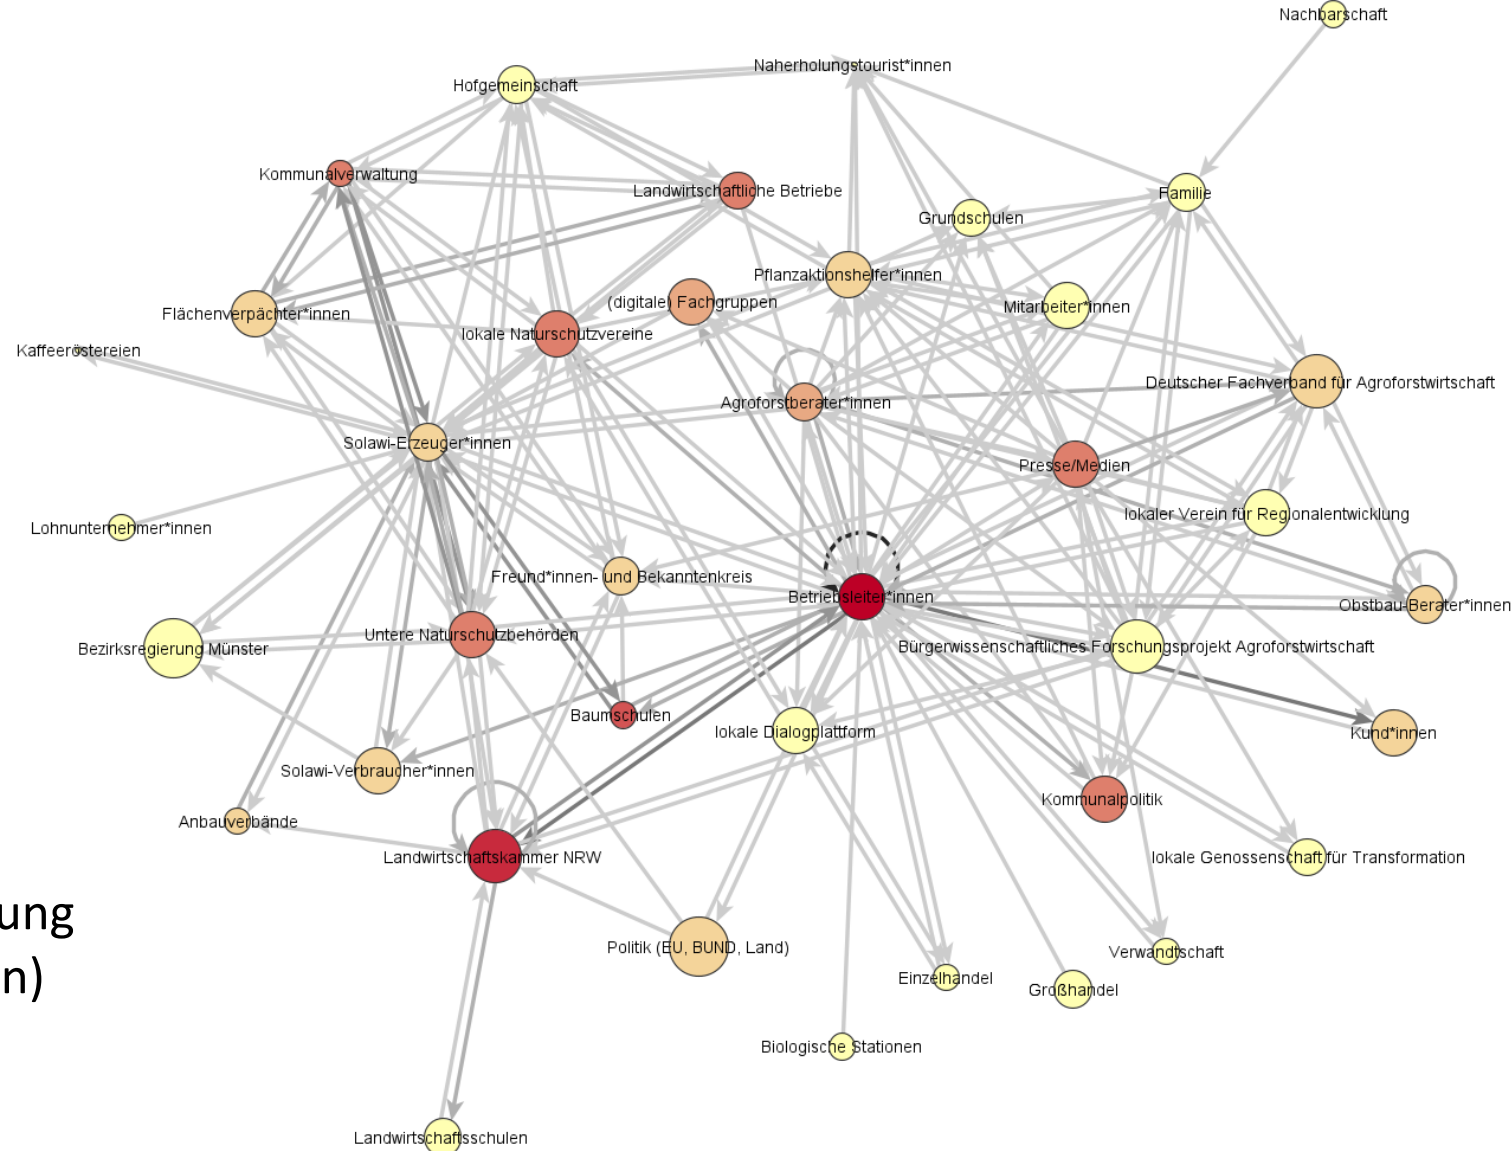 Nachbarschaft
Naherholungstourist*innen
Hofgemeinschaft
Kommunalverwaltung
Landwirtschaftliche Betriebe
Familie
Grundschulen
Pflanzaktionshelfer*innen
(digitale) Fachgruppen
Mitarbeiter*innen
Flächenverpächter*innen
lokale Naturschutzvereine
Kaffeeröstereien
Deutscher Fachverband für Agroforstwirtschaft
Agroforstberater*innen
Solawi-Erzeuger*innen
Presse/Medien
lokaler Verein für Regionalentwicklung
Lohnunternehmer*innen
Freund*innen- und Bekanntenkreis
Betriebsleiter*innen
Obstbau-Berater*innen
Untere Naturschutzbehörden
Bezirksregierung Münster
Bürgerwissenschaftliches Forschungsprojekt Agroforstwirtschaft
Baumschulen
lokale Dialogplattform
Kund*innen
Solawi-Verbraucher*innen
Kommunalpolitik
Anbauverbände
Landwirtschaftskammer NRW
lokale Genossenschaft für Transformation
ung
n)
Politik (EU, BUND, Land)
Verwandtschaft
Einzelhandel
Großhandel
Biologische Stationen
Landwirtschaftsschulen